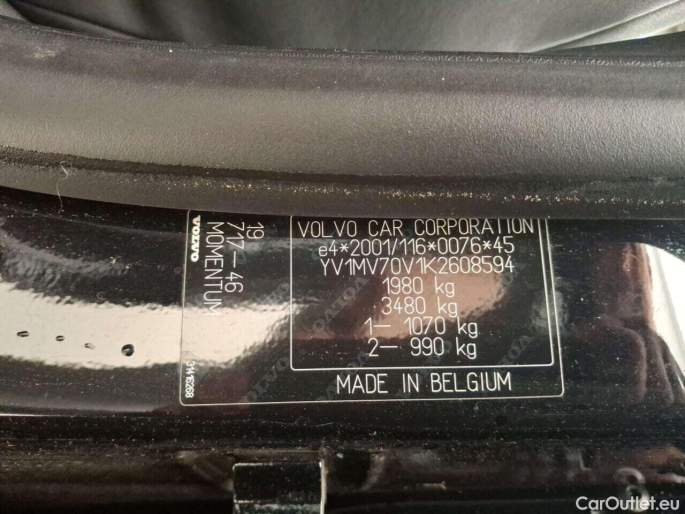 VOLVO CAR CORPORATION
e4*2001/116*0076*45
YV1MV70V1K2608594
1980 kg
3480 kg
1- 1070 kg
2- 990 kg
MADE IN BELGIUM
19
717-46
MOMENTUM
VOLVO
CarOutlet.eu